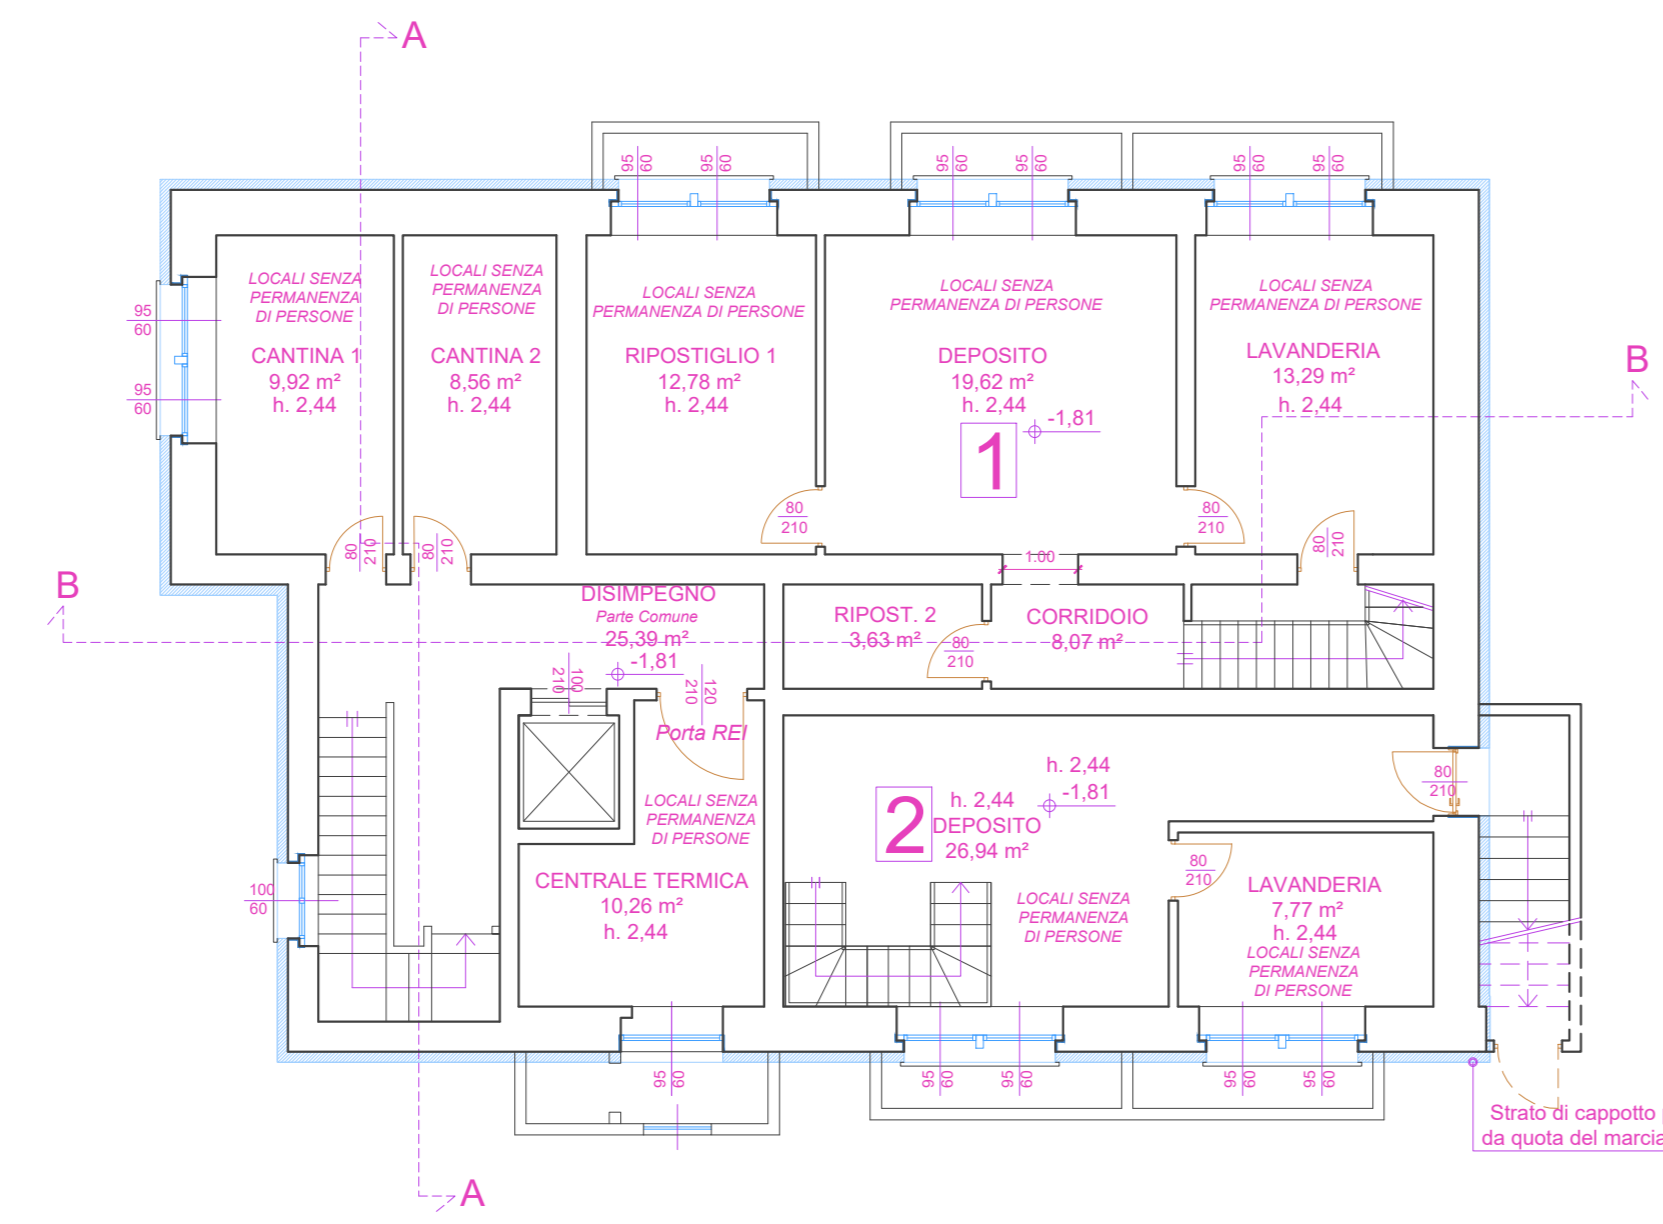 A
95
60
95
60
95
60
95
60
95
60
95
60
LOCALI SENZA
PERMANENZA
DI PERSONE
CANTINA 1
9,92 m²
h. 2,44
LOCALI SENZA
PERMANENZA
DI PERSONE
CANTINA 2
8,56 m²
h. 2,44
LOCALI SENZA
PERMANENZA DI PERSONE
RIPOSTIGLIO 1
12,78 m²
h. 2,44
LOCALI SENZA
PERMANENZA DI PERSONE
DEPOSITO
19,62 m²
h. 2,44
-1,81
1
LOCALI SENZA
PERMANENZA DI PERSONE
LAVANDERIA
13,29 m²
h. 2,44
95
60
95
60
B
80
210
80
210
80
210
80
210
80
210
1.00
B
DISIMPEGNO
Parte Comune
25,39 m²
-1,81
RIPOST. 2
3,63 m²
80
210
CORRIDOIO
8,07 m²
100
210
120
210
Porta REI
LOCALI SENZA
PERMANENZA
DI PERSONE
CENTRALE TERMICA
10,26 m²
h. 2,44
h. 2,44
-1,81
2
h. 2,44
DEPOSITO
26,94 m²
LOCALI SENZA
PERMANENZA
DI PERSONE
80
210
80
210
LAVANDERIA
7,77 m²
h. 2,44
LOCALI SENZA
PERMANENZA
DI PERSONE
100
60
95
60
95
60
95
60
95
60
95
60
Strato di cappotto
da quota del marcia
A